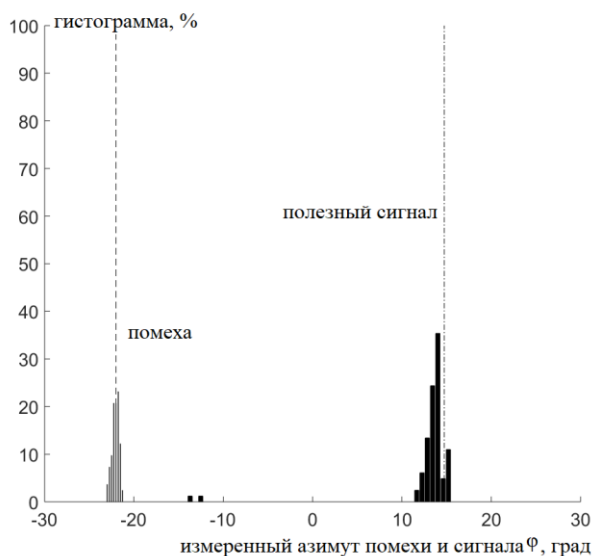 гистограмма, %
100
90
80
70
60
50
40
30
20
10
0
полезный сигнал
помеха
-30 -20 -10 0 10 20 30
измеренный азимут помехи и сигнала φ, град